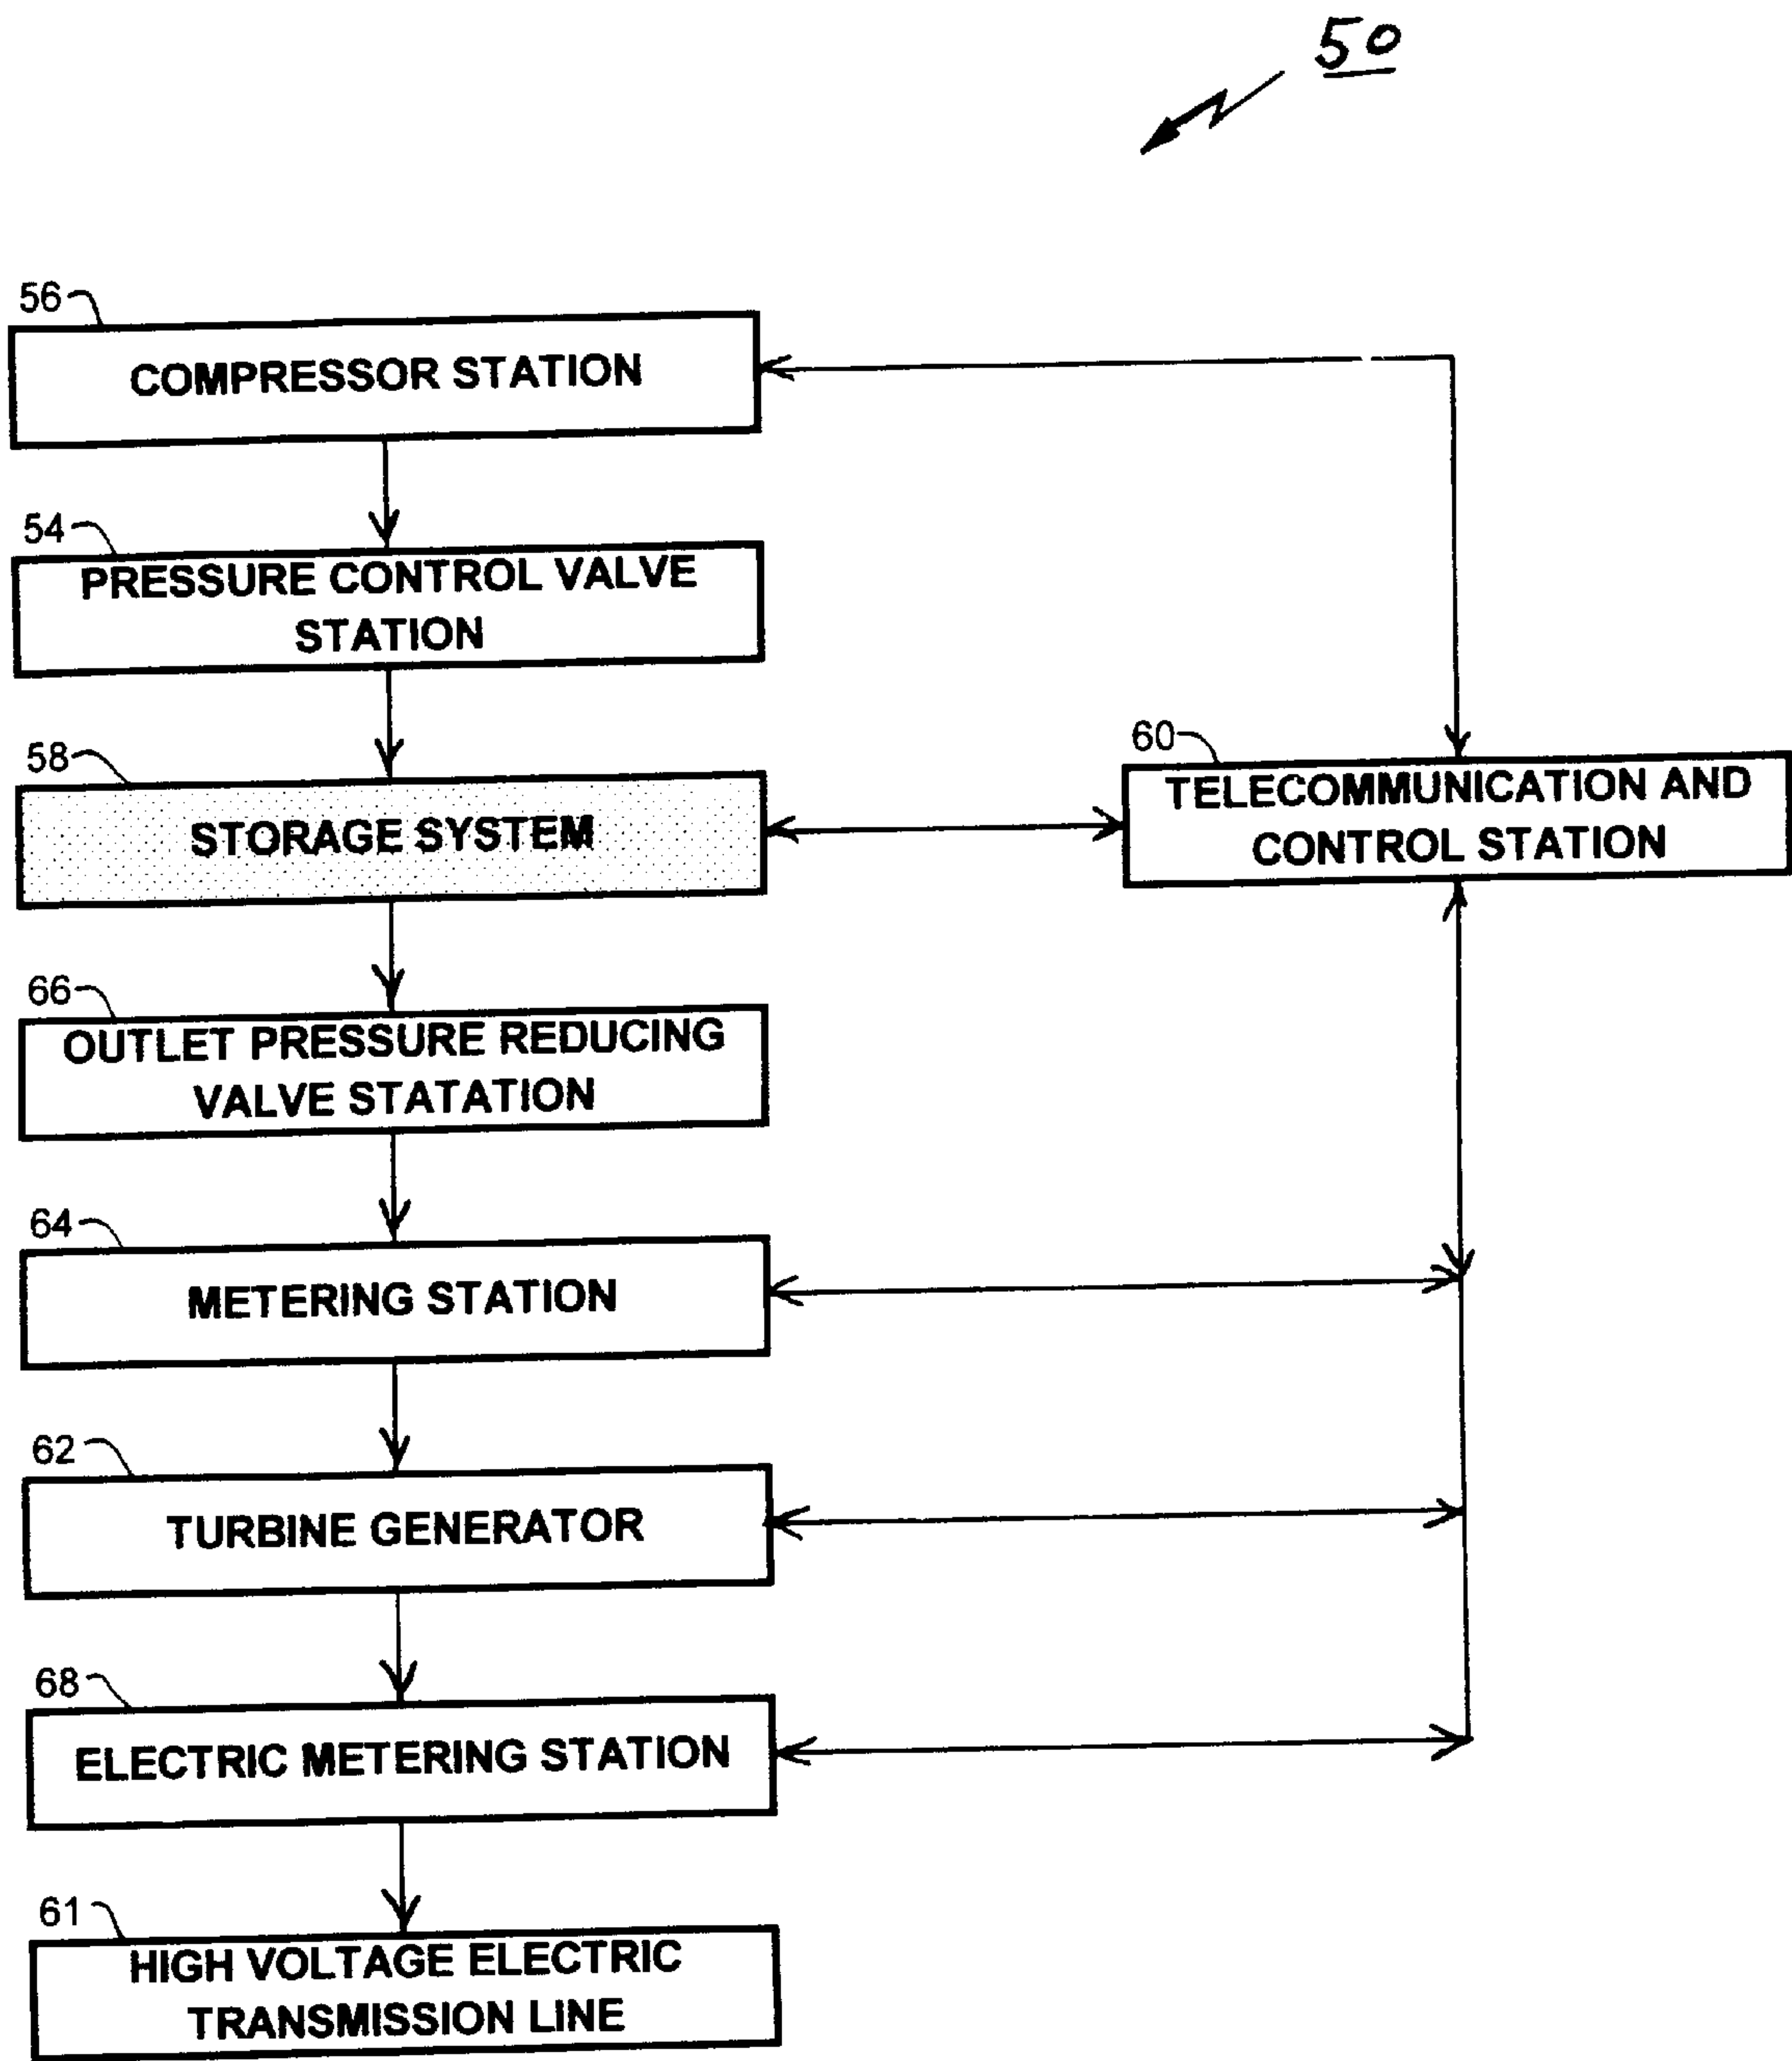 50
56
COMPRESSOR STATION
54
PRESSURE CONTROL VALVE
STATION
58
STORAGE SYSTEM
60
TELECOMMUNICATION AND
CONTROL STATION
66
OUTLET PRESSURE REDUCING
VALVE STATATION
64
METERING STATION
62
TURBINE GENERATOR
68
ELECTRIC METERING STATION
61
HIGH VOLTAGE ELECTRIC
TRANSMISSION LINE